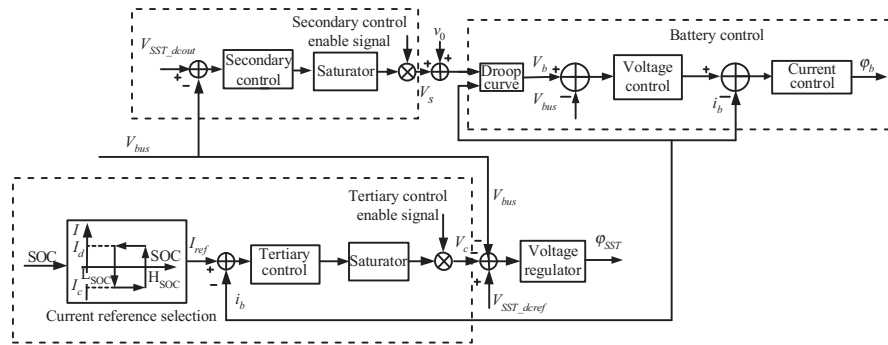 Secondary control
enable signal
Battery control
V_SST_dcout
+
−
Secondary
control
Saturator
v_0
+
+
V_s
Droop
curve
V_b
+
V_bus
−
Voltage
control
+
−
i_b
Current
control
φ_b
V_bus
V_bus
Tertiary control
enable signal
SOC
I
I_d
SOC
L_SOC
H_SOC
I_c
Current reference selection
I_ref
+
−
i_b
Tertiary
control
Saturator
V_c
−
−
+
V_SST_dcref
Voltage
regulator
φ_SST